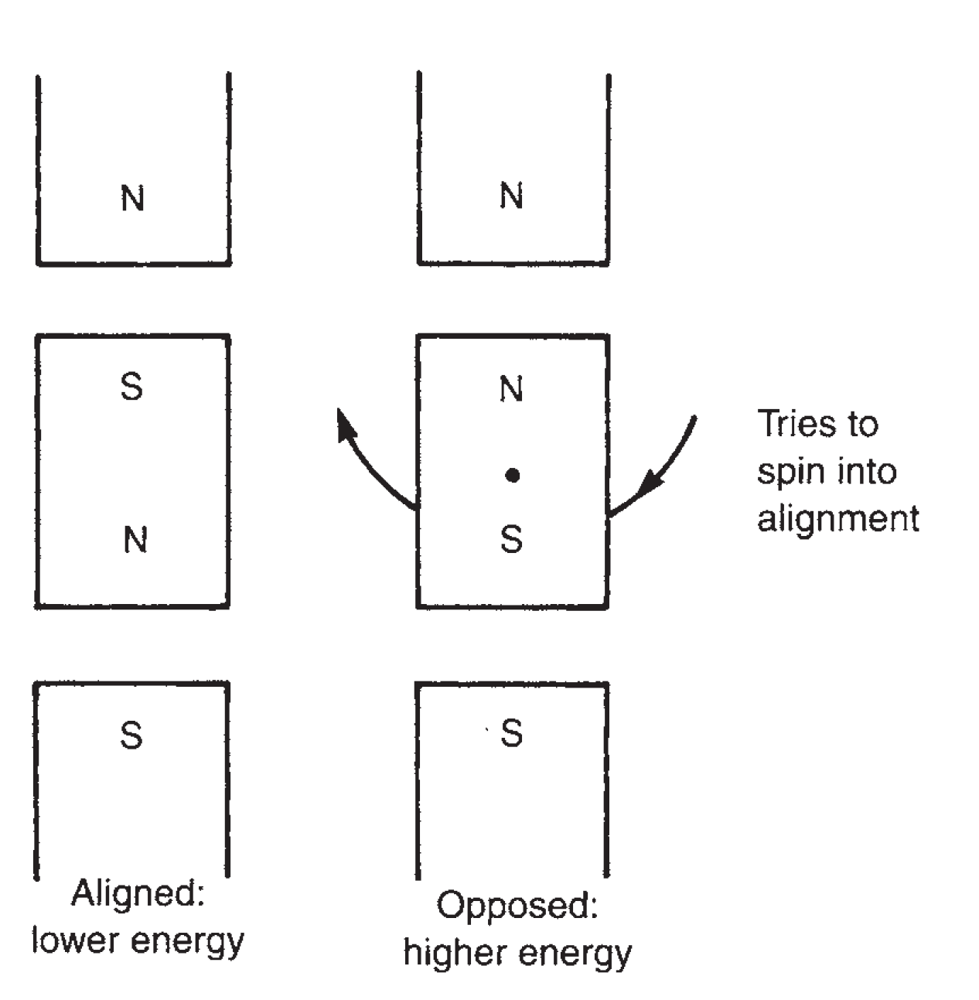 N
N
S
N
N
S
Tries to
spin into
alignment
S
S
Aligned:
lower energy
Opposed:
higher energy